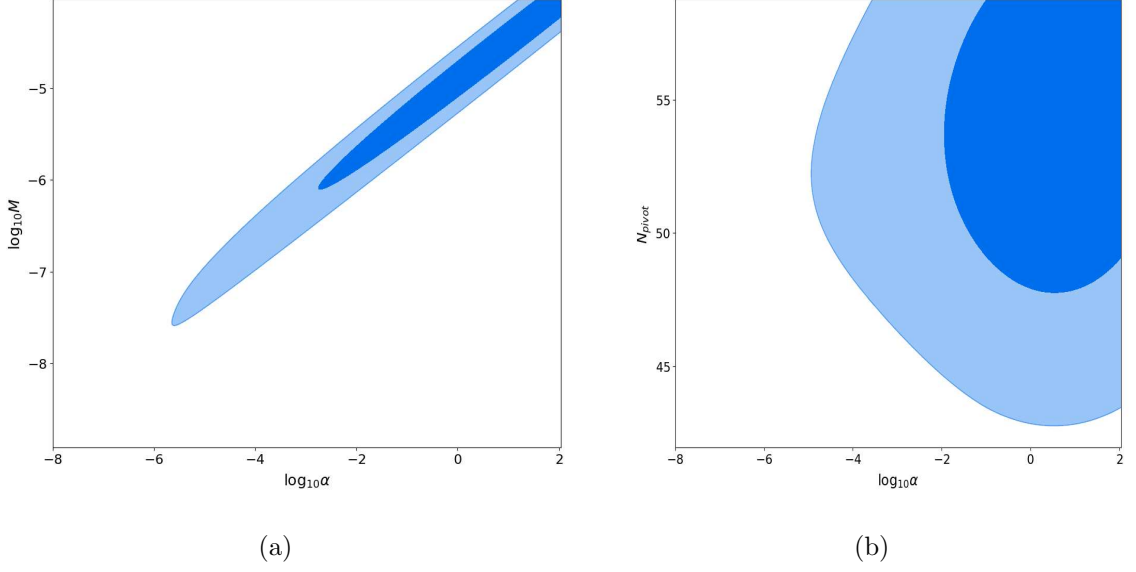 −5
−6
−7
−8
log₁₀M
−8 −6 −4 −2 0 2
log₁₀α
(a)
55
50
45
N_pivot
−8 −6 −4 −2 0 2
log₁₀α
(b)